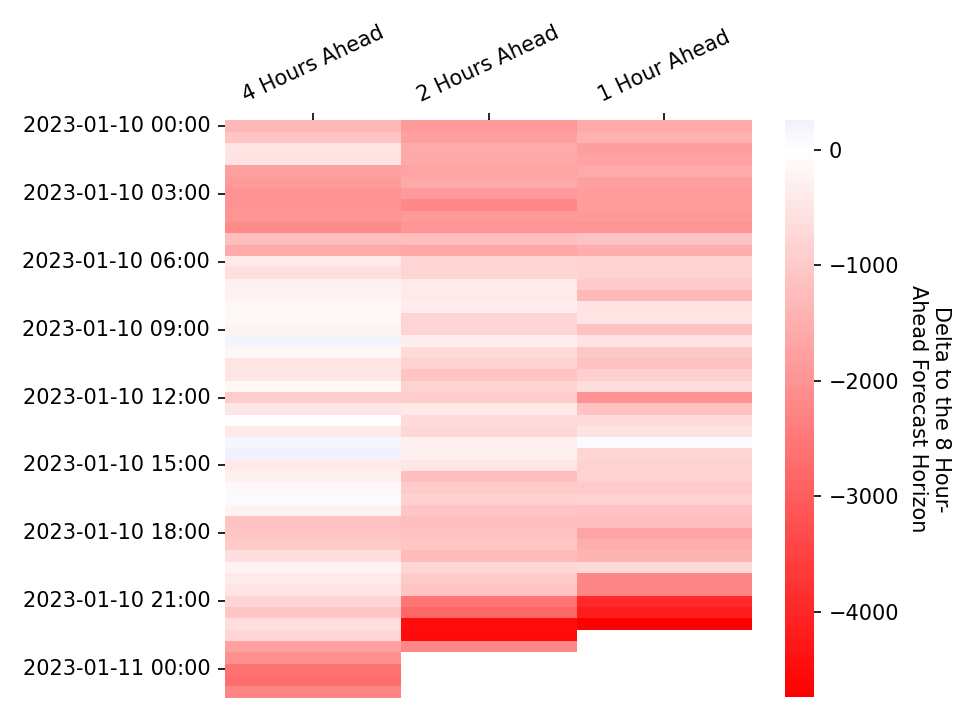 4 Hours Ahead
2 Hours Ahead
1 Hour Ahead
2023-01-10 00:00
2023-01-10 03:00
2023-01-10 06:00
2023-01-10 09:00
2023-01-10 12:00
2023-01-10 15:00
2023-01-10 18:00
2023-01-10 21:00
2023-01-11 00:00
0
−1000
−2000
−3000
−4000
Delta to the 8 Hour-
Ahead Forecast Horizon